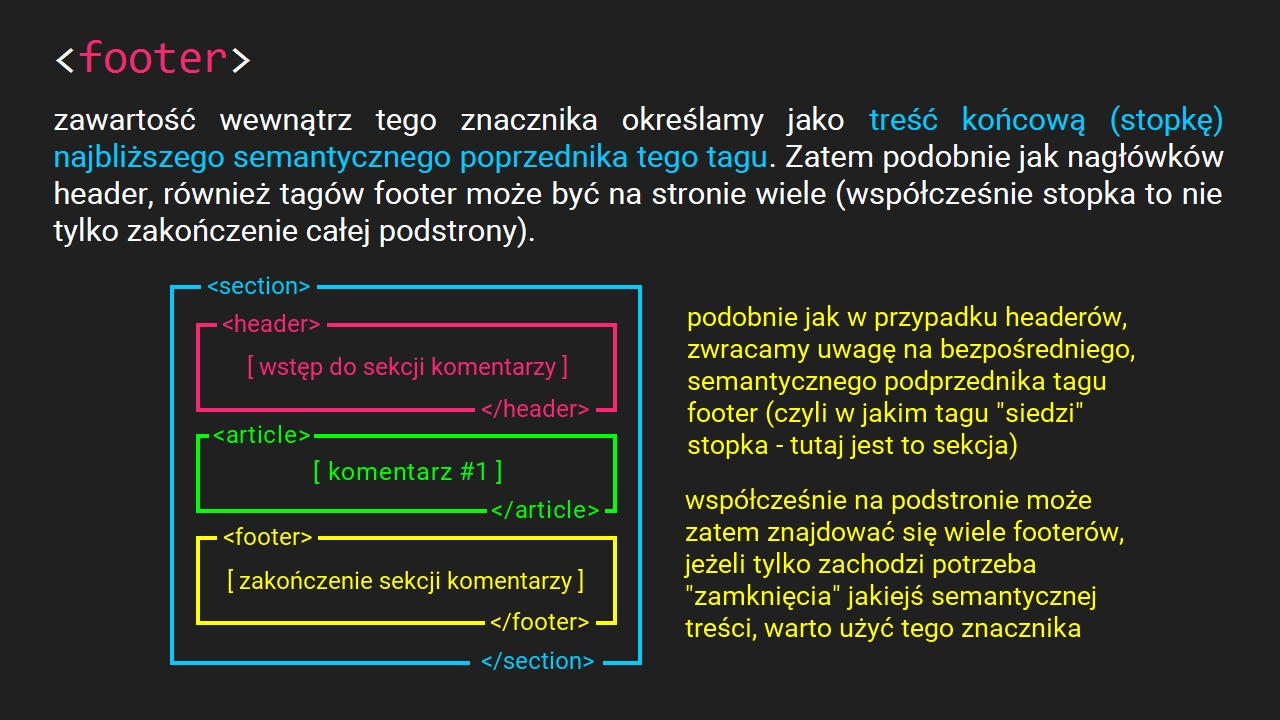 <footer>
zawartość wewnątrz tego znacznika określamy jako treść końcową (stopkę)
najbliższego semantycznego poprzednika tego tagu. Zatem podobnie jak nagłówków
header, również tagów footer może być na stronie wiele (współcześnie stopka to nie
tylko zakończenie całej podstrony).
<section>
<header>
[ wstęp do sekcji komentarzy ]
</header>
<article>
[ komentarz #1 ]
</article>
<footer>
[ zakończenie sekcji komentarzy ]
</footer>
</section>
podobnie jak w przypadku headerów,
zwracamy uwagę na bezpośredniego,
semantycznego podprzednika tagu
footer (czyli w jakim tagu "siedzi"
stopka - tutaj jest to sekcja)
współcześnie na podstronie może
zatem znajdować się wiele footerów,
jeżeli tylko zachodzi potrzeba
"zamknięcia" jakiejś semantycznej
treści, warto użyć tego znacznika